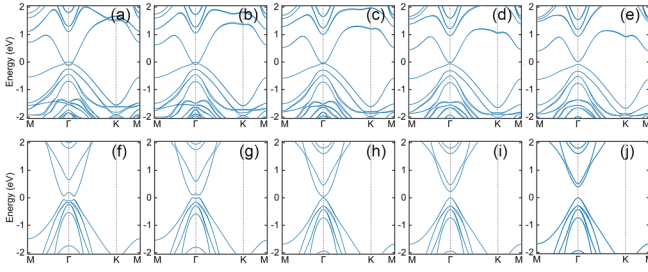 Energy (eV)
2
1
0
-1
-2
(a)
(b)
(c)
(d)
(e)
M Γ K M
M Γ K M
M Γ K M
M Γ K M
M Γ K M
Energy (eV)
2
1
0
-1
-2
(f)
(g)
(h)
(i)
(j)
M Γ K M
M Γ K M
M Γ K M
M Γ K M
M Γ K M